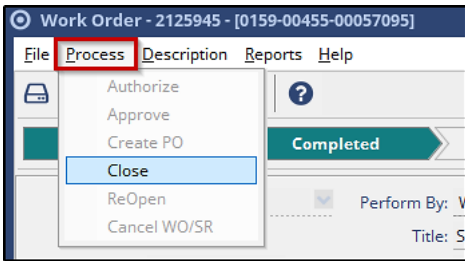 Work Order - 2125945 - [0159-00455-00057095]
File Process Description Reports Help
Authorize
Approve
Create PO
Completed
Close
ReOpen
Perform By:
Cancel WO/SR
Title: S